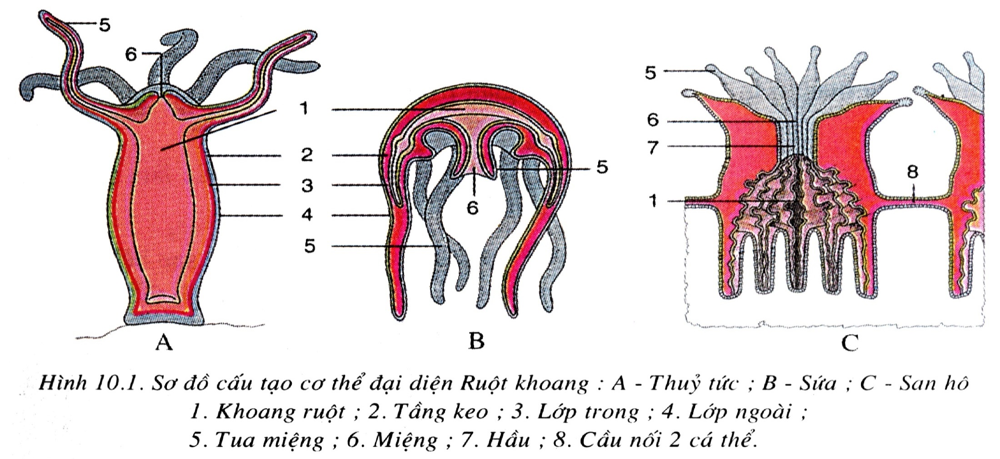 5
6
1
2
3
4
5
5
6
5
6
7
1
8
A
B
C
Hình 10.1. Sơ đồ cấu tạo cơ thể đại diện Ruột khoang : A - Thuỷ tức ; B - Sứa ; C - San hô
1. Khoang ruột ; 2. Tầng keo ; 3. Lớp trong ; 4. Lớp ngoài ;
5. Tua miệng ; 6. Miệng ; 7. Hầu ; 8. Cầu nối 2 cá thể.